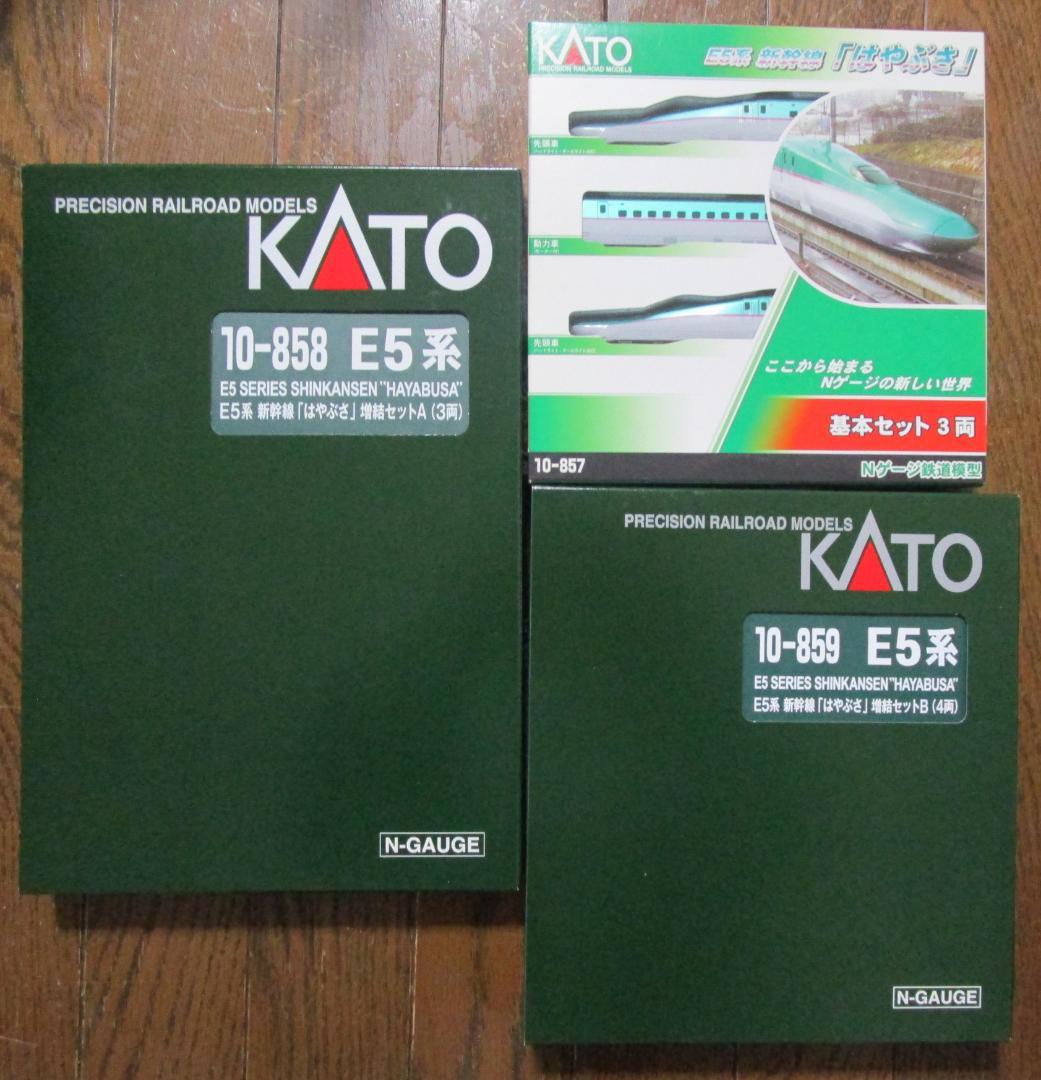 PRECISION RAILROAD MODELS
KATO
10-858 E5系
E5 SERIES SHINKANSEN"HAYABUSA"
E5系 新幹線「はやぶさ」増結セットA(3両)
N-GAUGE
KATO
PRECISION RAILROAD MODELS
E5系 新幹線「はやぶさ」
先頭車
動力車
先頭車
ここから始まる
Nゲージの新しい世界
基本セット 3両
10-857
Nゲージ鉄道模型
PRECISION RAILROAD MODELS
KATO
10-859 E5系
E5 SERIES SHINKANSEN"HAYABUSA"
E5系 新幹線「はやぶさ」増結セットB(4両)
N-GAUGE